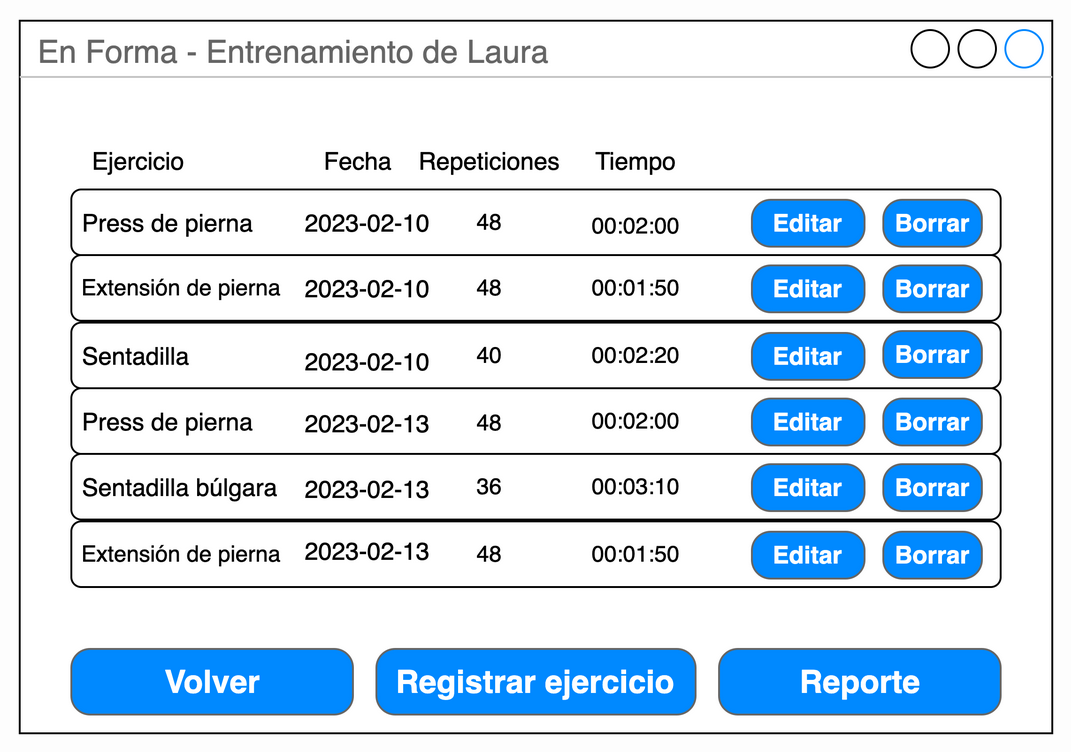 En Forma - Entrenamiento de Laura
Ejercicio Fecha Repeticiones Tiempo
Press de pierna 2023-02-10 48 00:02:00 Editar Borrar
Extensión de pierna 2023-02-10 48 00:01:50 Editar Borrar
Sentadilla 2023-02-10 40 00:02:20 Editar Borrar
Press de pierna 2023-02-13 48 00:02:00 Editar Borrar
Sentadilla búlgara 2023-02-13 36 00:03:10 Editar Borrar
Extensión de pierna 2023-02-13 48 00:01:50 Editar Borrar
Volver Registrar ejercicio Reporte